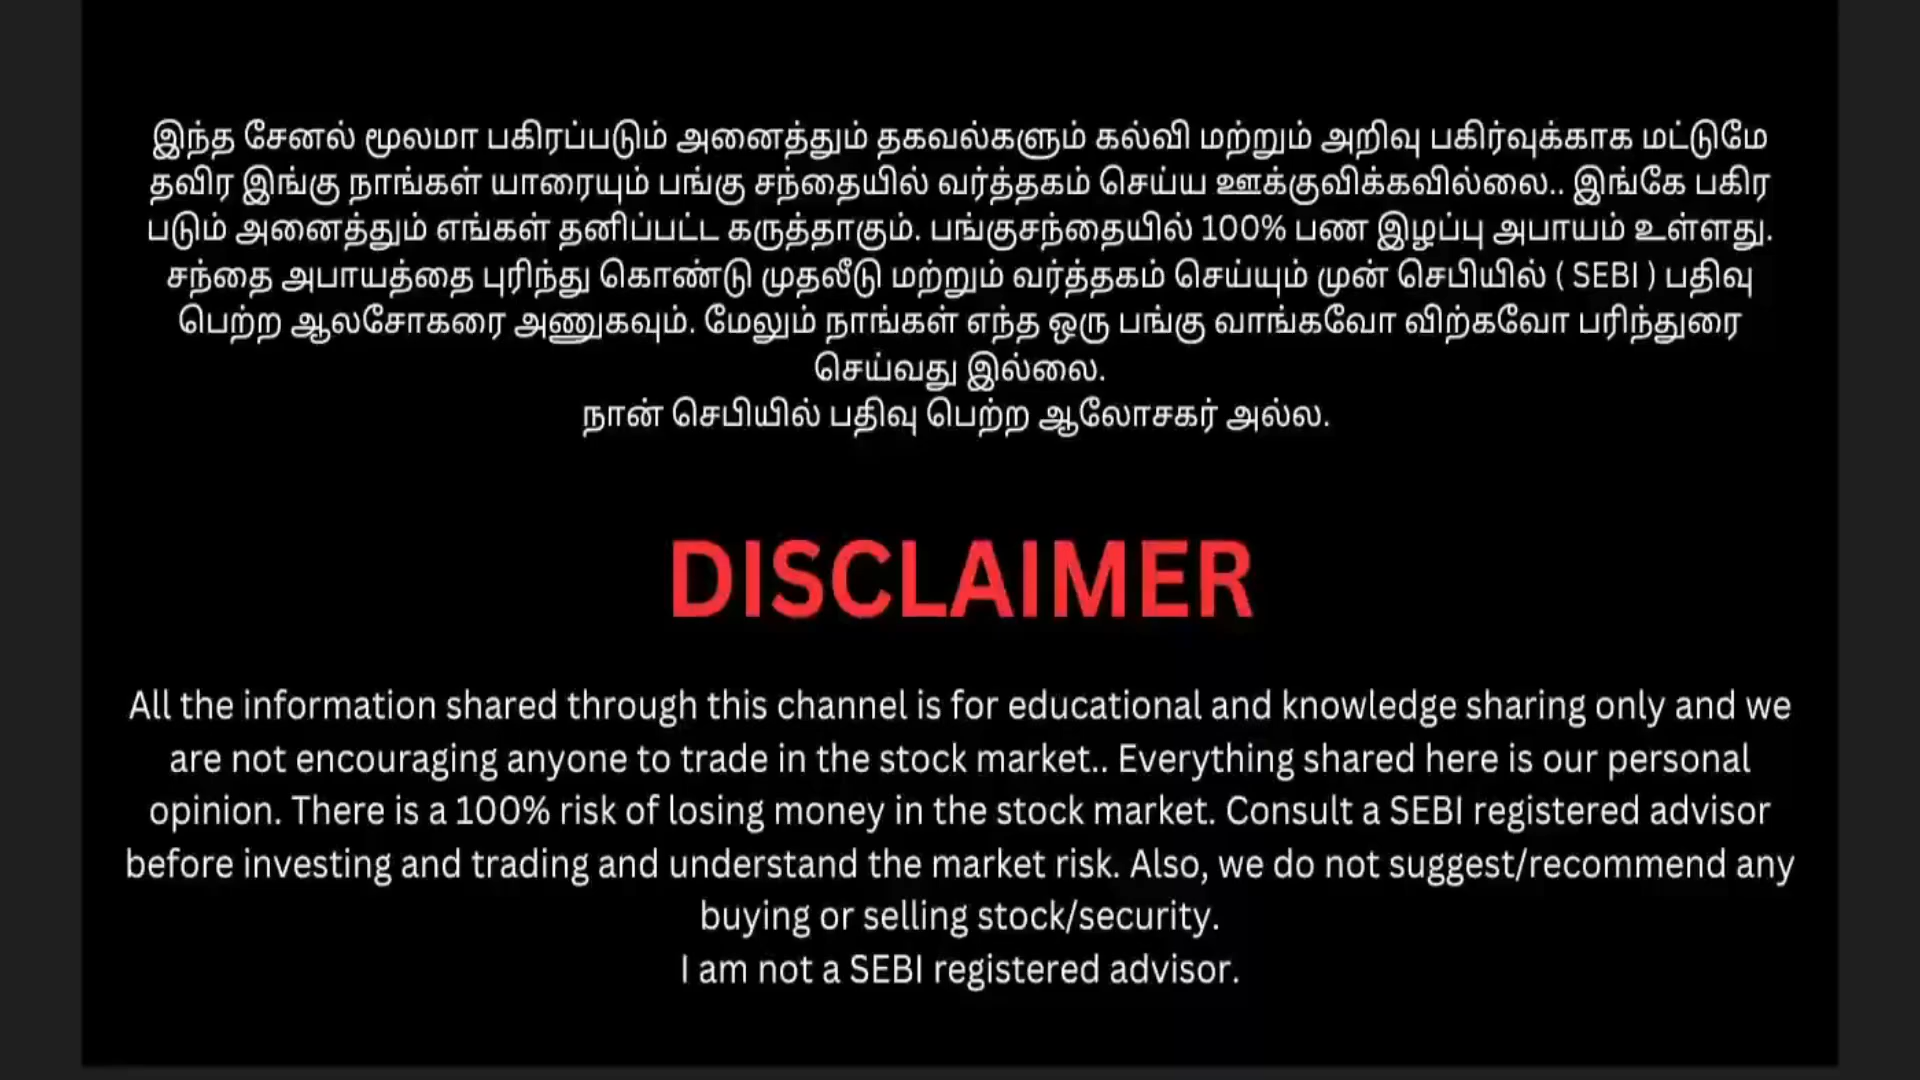 இந்த சேனல் மூலமா பகிரப்படும் அனைத்தும் தகவல்களும் கல்வி மற்றும் அறிவு பகிர்வுக்காக மட்டுமே
தவிர இங்கு நாங்கள் யாரையும் பங்கு சந்தையில் வர்த்தகம் செய்ய ஊக்குவிக்கவில்லை.. இங்கே பகிர
படும் அனைத்தும் எங்கள் தனிப்பட்ட கருத்தாகும். பங்குசந்தையில் 100% பண இழப்பு அபாயம் உள்ளது.
சந்தை அபாயத்தை புரிந்து கொண்டு முதலீடு மற்றும் வர்த்தகம் செய்யும் முன் செபியில் ( SEBI ) பதிவு
பெற்ற ஆலசோகரை அணுகவும். மேலும் நாங்கள் எந்த ஒரு பங்கு வாங்கவோ விற்கவோ பரிந்துரை
செய்வது இல்லை.
நான் செபியில் பதிவு பெற்ற ஆலோசகர் அல்ல.
DISCLAIMER
All the information shared through this channel is for educational and knowledge sharing only and we
are not encouraging anyone to trade in the stock market.. Everything shared here is our personal
opinion. There is a 100% risk of losing money in the stock market. Consult a SEBI registered advisor
before investing and trading and understand the market risk. Also, we do not suggest/recommend any
buying or selling stock/security.
I am not a SEBI registered advisor.